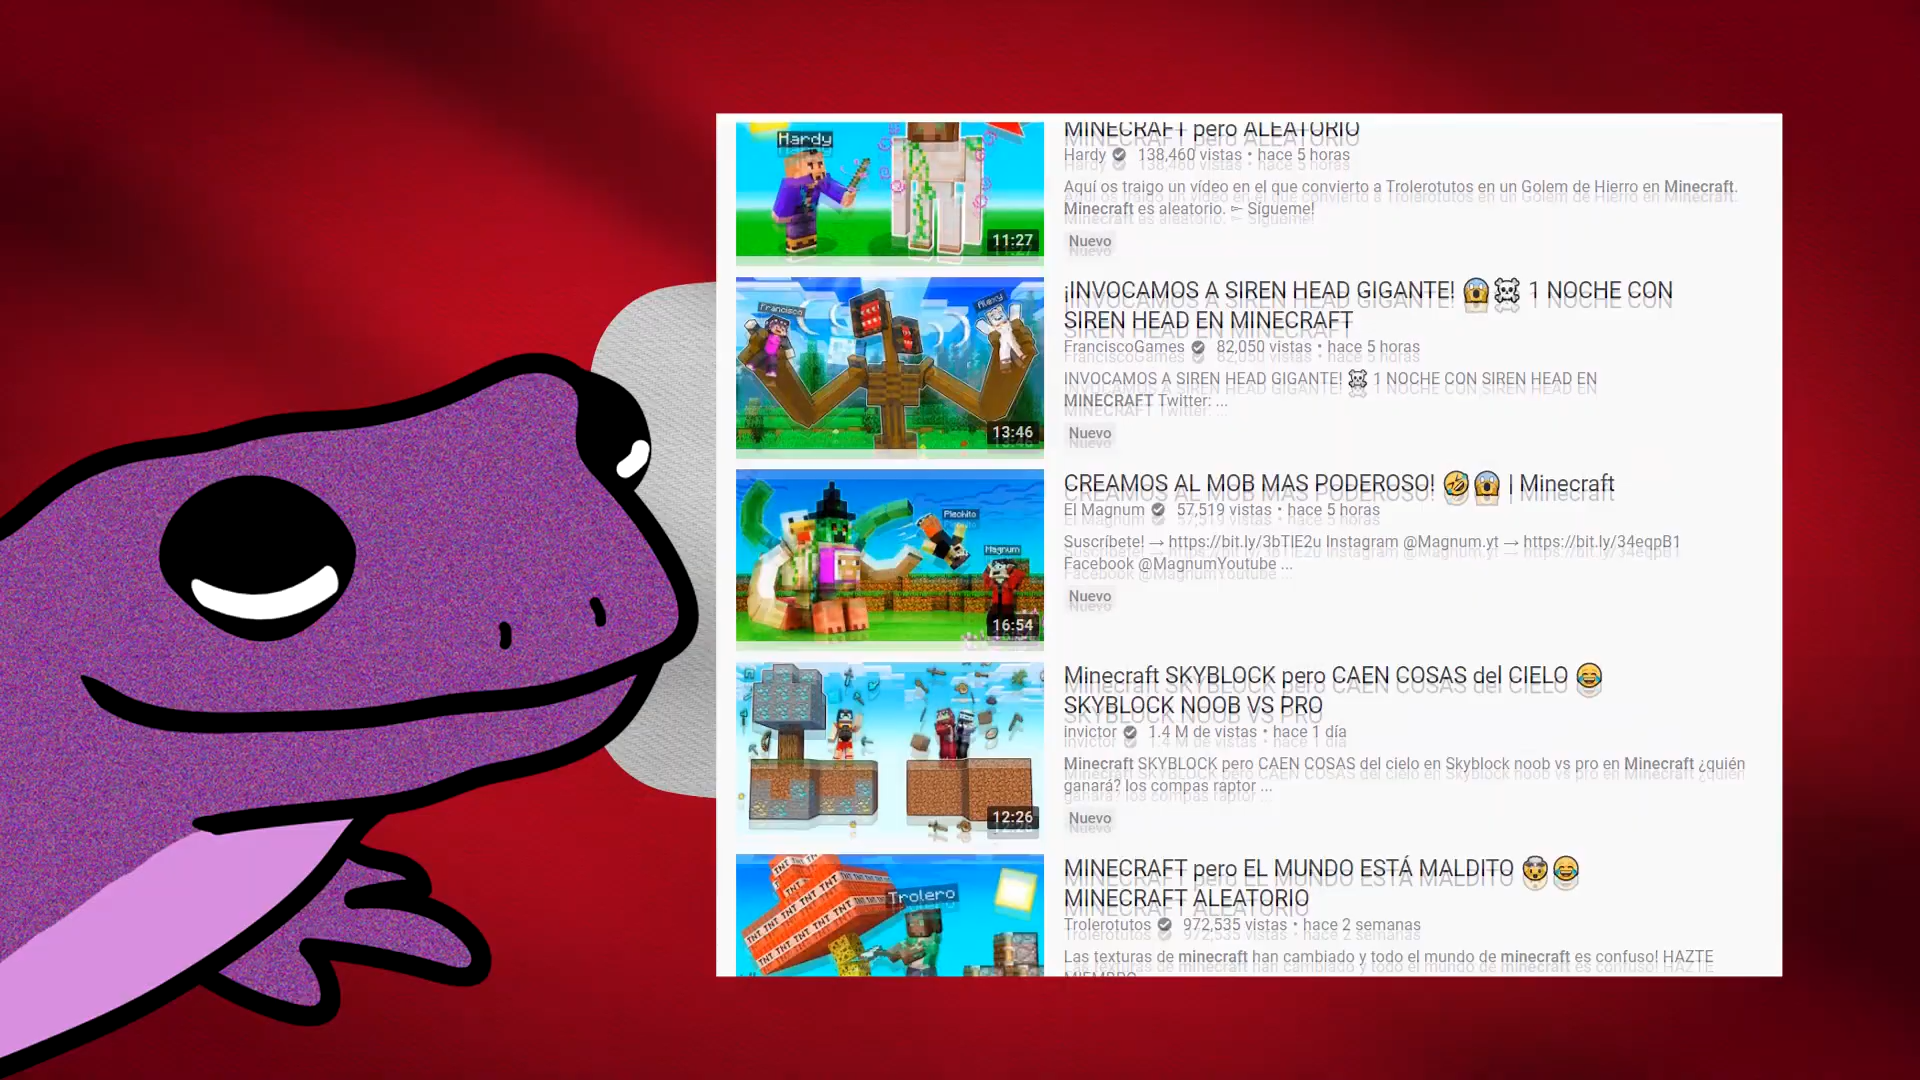 Hardy
11:27
MINECRAFT pero ALEATORIO
Hardy 138,460 vistas • hace 5 horas
Aquí os traigo un vídeo en el que convierto a Trolerotutos en un Golem de Hierro en Minecraft.
Minecraft es aleatorio. ➳ Sígueme!
Nuevo
Francisco
13:46
¡INVOCAMOS A SIREN HEAD GIGANTE! 😱☠ 1 NOCHE CON
SIREN HEAD EN MINECRAFT
FranciscoGames 82,050 vistas • hace 5 horas
INVOCAMOS A SIREN HEAD GIGANTE! ☠ 1 NOCHE CON SIREN HEAD EN
MINECRAFT Twitter: ...
Nuevo
Magnum
16:54
CREAMOS AL MOB MAS PODEROSO! 🤣😱 | Minecraft
El Magnum 57,519 vistas • hace 5 horas
Suscríbete! → https://bit.ly/3bTIE2u Instagram @Magnum.yt → https://bit.ly/34eqpB1
Facebook @MagnumYoutube ...
Nuevo
12:26
Minecraft SKYBLOCK pero CAEN COSAS del CIELO 😂
SKYBLOCK NOOB VS PRO
invictor 1.4 M de vistas • hace 1 día
Minecraft SKYBLOCK pero CAEN COSAS del cielo en Skyblock noob vs pro en Minecraft ¿quién
ganará? los compas raptor ...
Nuevo
TNT TNT TNT
Trolero
MINECRAFT pero EL MUNDO ESTÁ MALDITO 🤯😂
MINECRAFT ALEATORIO
Trolerotutos 972,535 vistas • hace 2 semanas
Las texturas de minecraft han cambiado y todo el mundo de minecraft es confuso! HAZTE